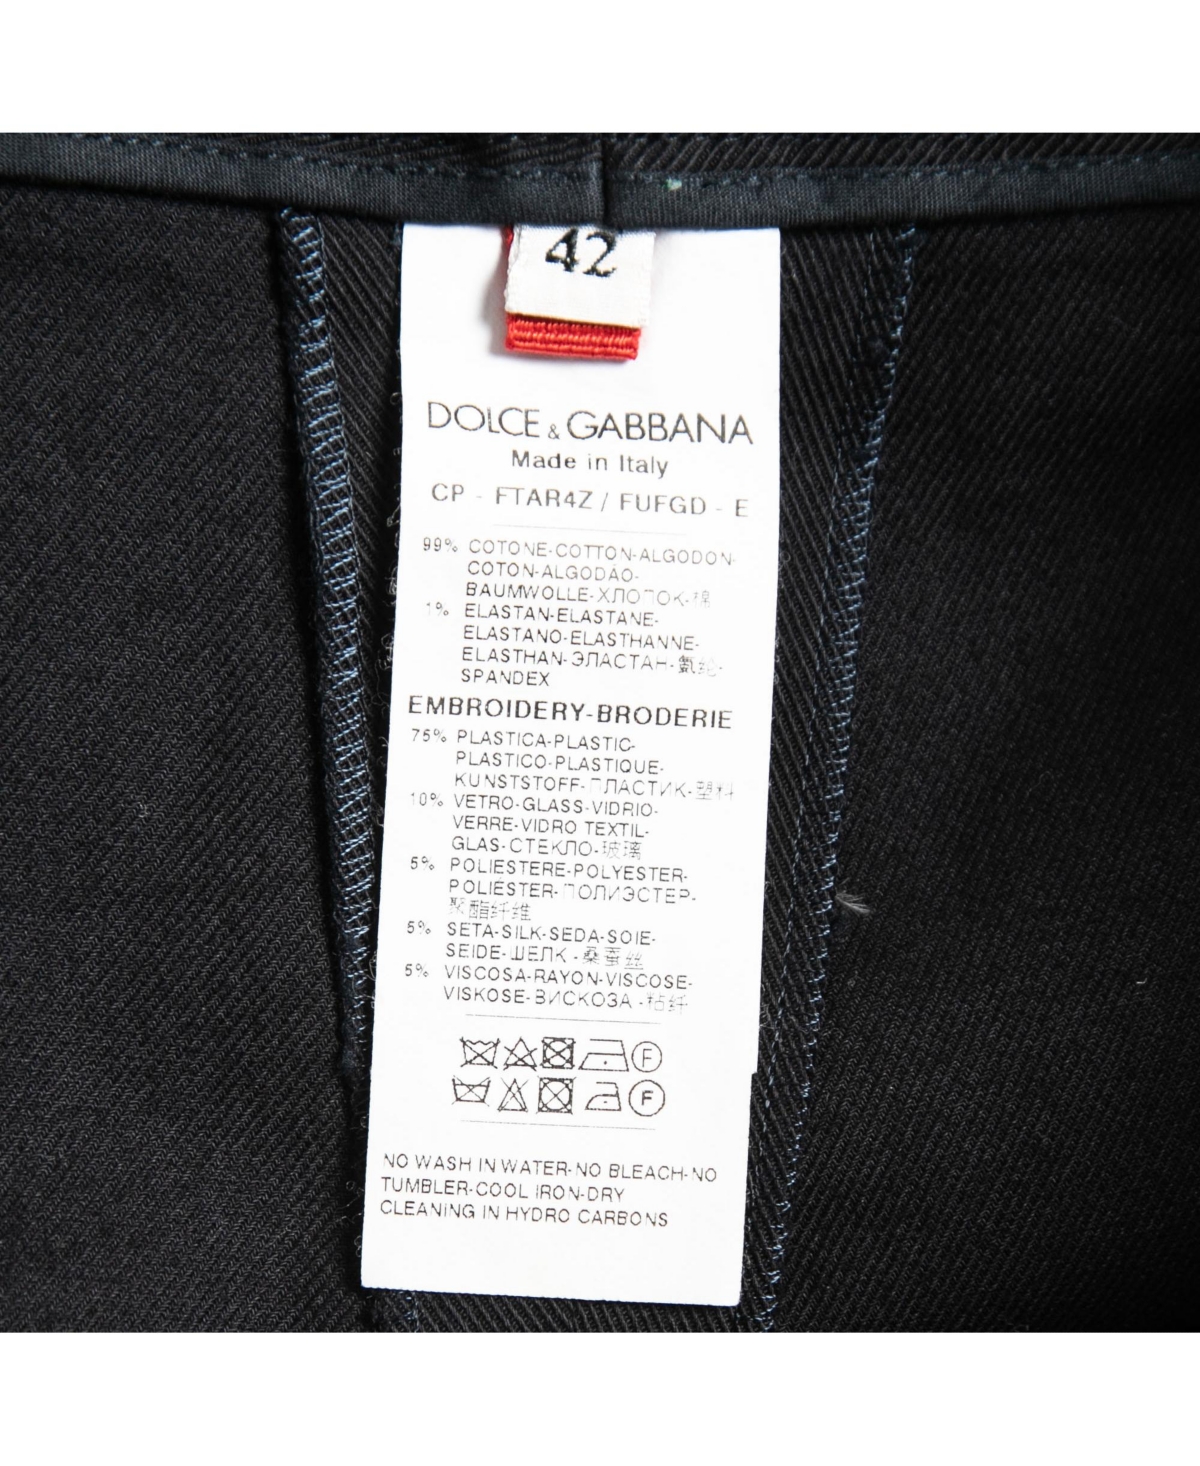 42
DOLCE & GABBANA
Made in Italy
CP - FTAR4Z / FUFGD - E
99% COTONE-COTTON-ALGODON-
COTON-ALGODÃO-
BAUMWOLLE-ХЛОПОК-棉
1% ELASTAN-ELASTANE-
ELASTANO-ELASTHANNE-
ELASTHAN-ЭЛАСТАН-氨纶-
SPANDEX
EMBROIDERY-BRODERIE
75% PLASTICA-PLASTIC-
PLASTICO-PLASTIQUE-
KUNSTSTOFF-ПЛАСТИК-塑料
10% VETRO-GLASS-VIDRIO-
VERRE-VIDRO TEXTIL-
GLAS-СТЕКЛО-玻璃
5% POLIESTERE-POLYESTER-
POLIÉSTER-ПОЛИЭСТЕР-
聚酯纤维
5% SETA-SILK-SEDA-SOIE-
SEIDE-ШЕЛК-桑蚕丝
5% VISCOSA-RAYON-VISCOSE-
VISKOSE-ВИСКОЗА-粘纤
F
F
NO WASH IN WATER-NO BLEACH-NO
TUMBLER-COOL IRON-DRY
CLEANING IN HYDRO CARBONS